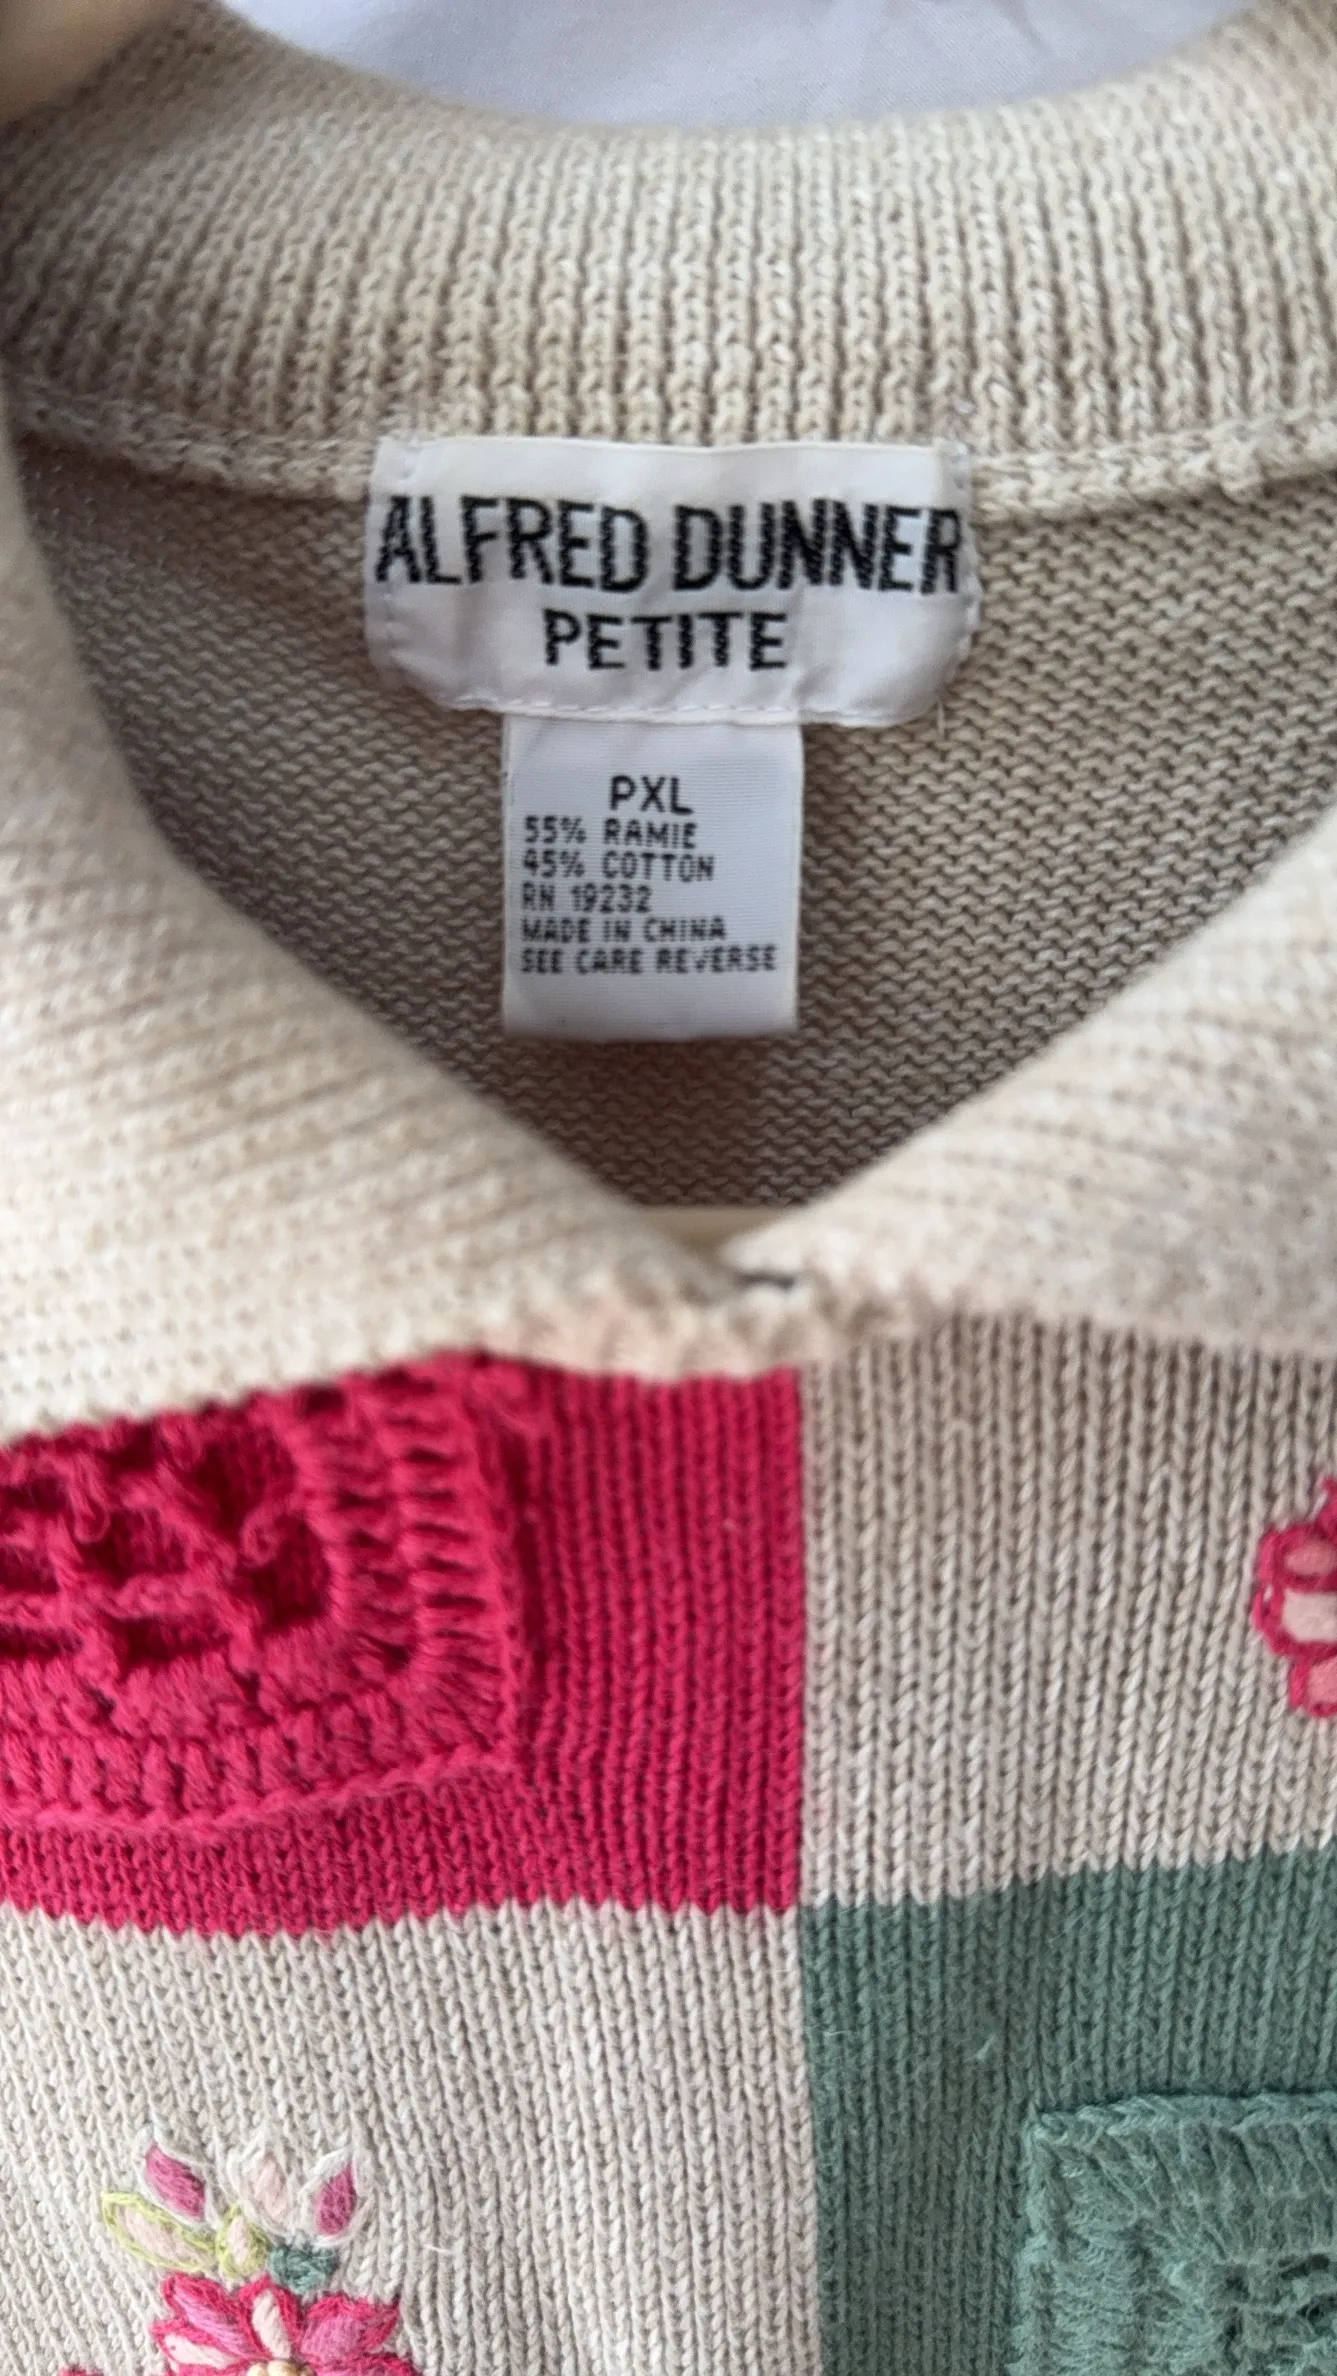 ALFRED DUNNER
PETITE
PXL
55% RAMIE
45% COTTON
RN 19232
MADE IN CHINA
SEE CARE REVERSE